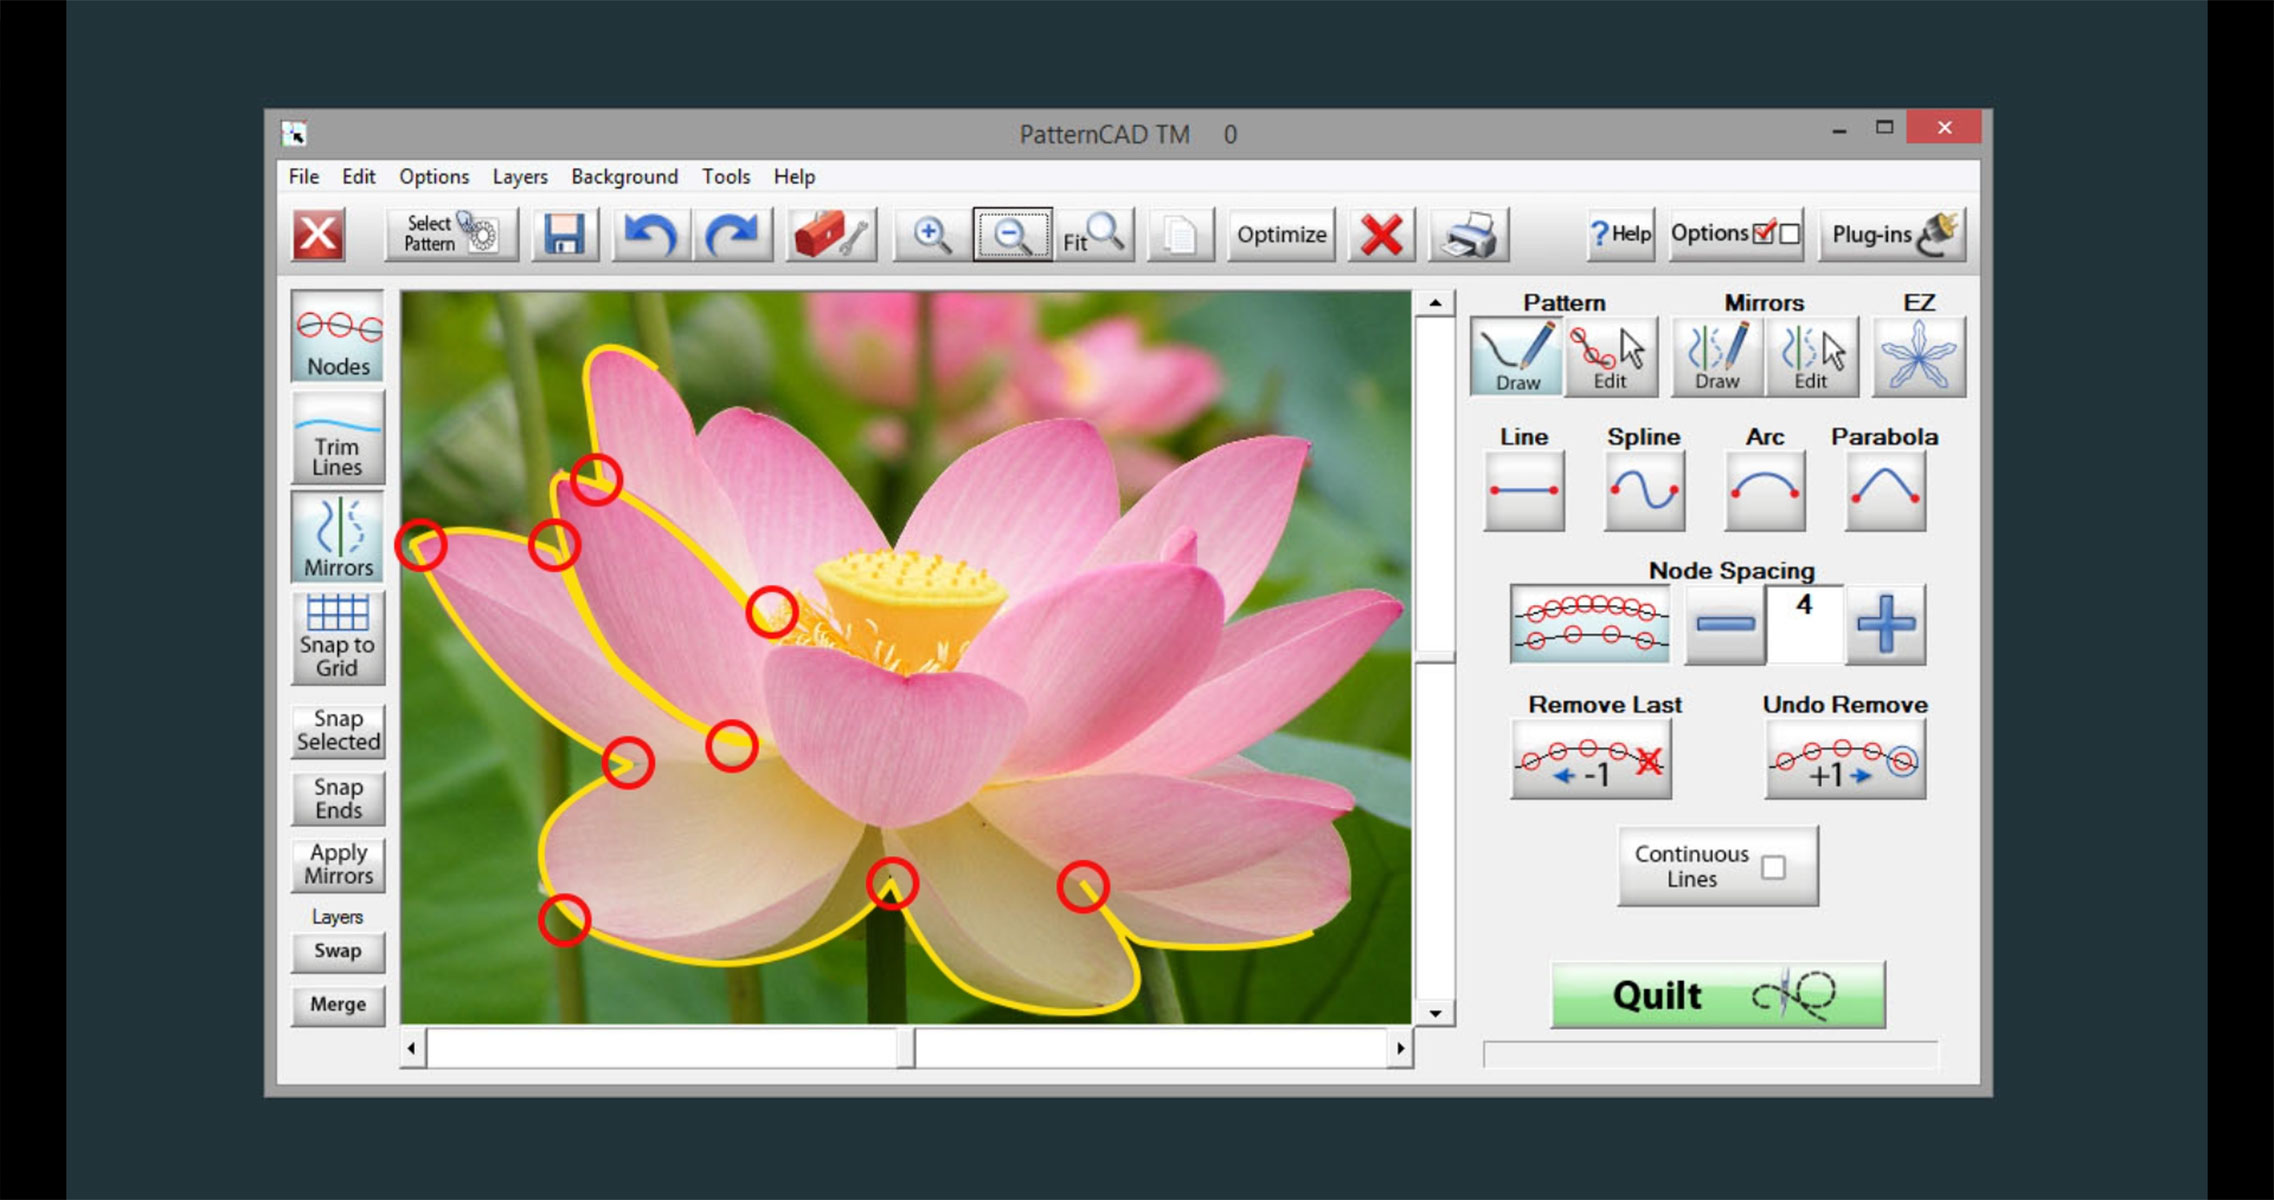 PatternCAD TM 0
File Edit Options Layers Background Tools Help
Select
Pattern
Fit
Optimize
?Help
Options
Plug-ins
Nodes
Trim
Lines
Mirrors
Snap to
Grid
Snap
Selected
Snap
Ends
Apply
Mirrors
Layers
Swap
Merge
Pattern Mirrors EZ
Draw Edit Draw Edit
Line Spline Arc Parabola
Node Spacing
4
Remove Last Undo Remove
-1 +1
Continuous
Lines
Quilt